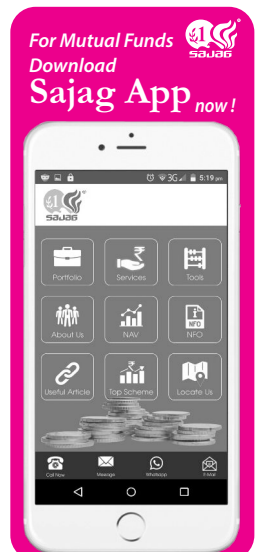 For Mutual Funds
SaJaG
Download
Sajag App now !
3G 5:19 pm
SaJaG
Portfolio
Services
Tools
About Us
NAV
NFO
NFO
Useful Article
Top Scheme
Locate Us
Call Now
Message
Whatsapp
E-Mail